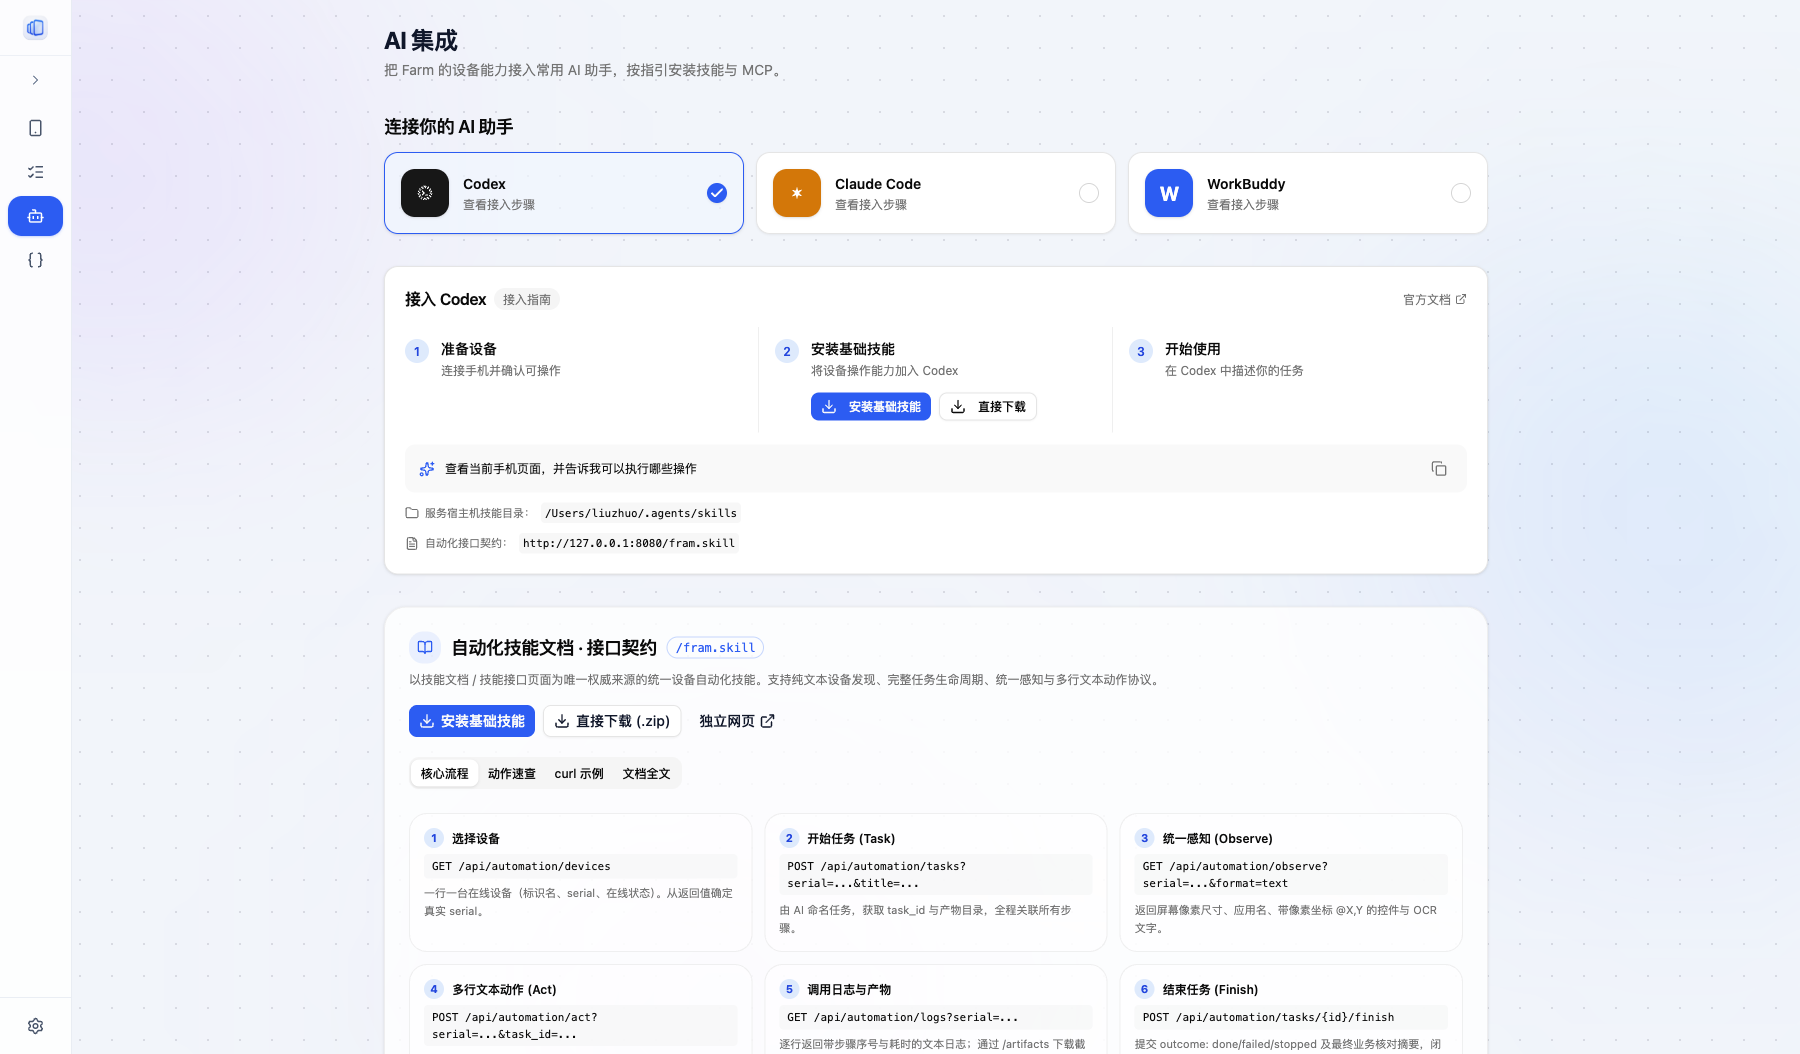 AI 集成
把 Farm 的设备能力接入常用 AI 助手，按指引安装技能与 MCP。
连接你的 AI 助手
Codex
查看接入步骤
Claude Code
查看接入步骤
W
WorkBuddy
查看接入步骤
接入 Codex
接入指南
官方文档
1
准备设备
连接手机并确认可操作
2
安装基础技能
将设备操作能力加入 Codex
安装基础技能
直接下载
3
开始使用
在 Codex 中描述你的任务
查看当前手机页面，并告诉我可以执行哪些操作
服务宿主机技能目录： /Users/liuzhuo/.agents/skills
自动化接口契约： http://127.0.0.1:8080/fram.skill
自动化技能文档 · 接口契约 /fram.skill
以技能文档 / 技能接口页面为唯一权威来源的统一设备自动化技能。支持纯文本设备发现、完整任务生命周期、统一感知与多行文本动作协议。
安装基础技能
直接下载 (.zip)
独立网页
核心流程
动作速查
curl 示例
文档全文
1 选择设备
GET /api/automation/devices
一行一台在线设备（标识名、serial、在线状态）。从返回值确定
真实 serial。
2 开始任务 (Task)
POST /api/automation/tasks?
serial=...&title=...
由 AI 命名任务，获取 task_id 与产物目录，全程关联所有步
骤。
3 统一感知 (Observe)
GET /api/automation/observe?
serial=...&format=text
返回屏幕像素尺寸、应用名、带像素坐标 @X,Y 的控件与 OCR
文字。
4 多行文本动作 (Act)
POST /api/automation/act?
serial=...&task_id=...
5 调用日志与产物
GET /api/automation/logs?serial=...
逐行返回带步骤序号与耗时的文本日志；通过 /artifacts 下载截
6 结束任务 (Finish)
POST /api/automation/tasks/{id}/finish
提交 outcome: done/failed/stopped 及最终业务核对摘要，闭